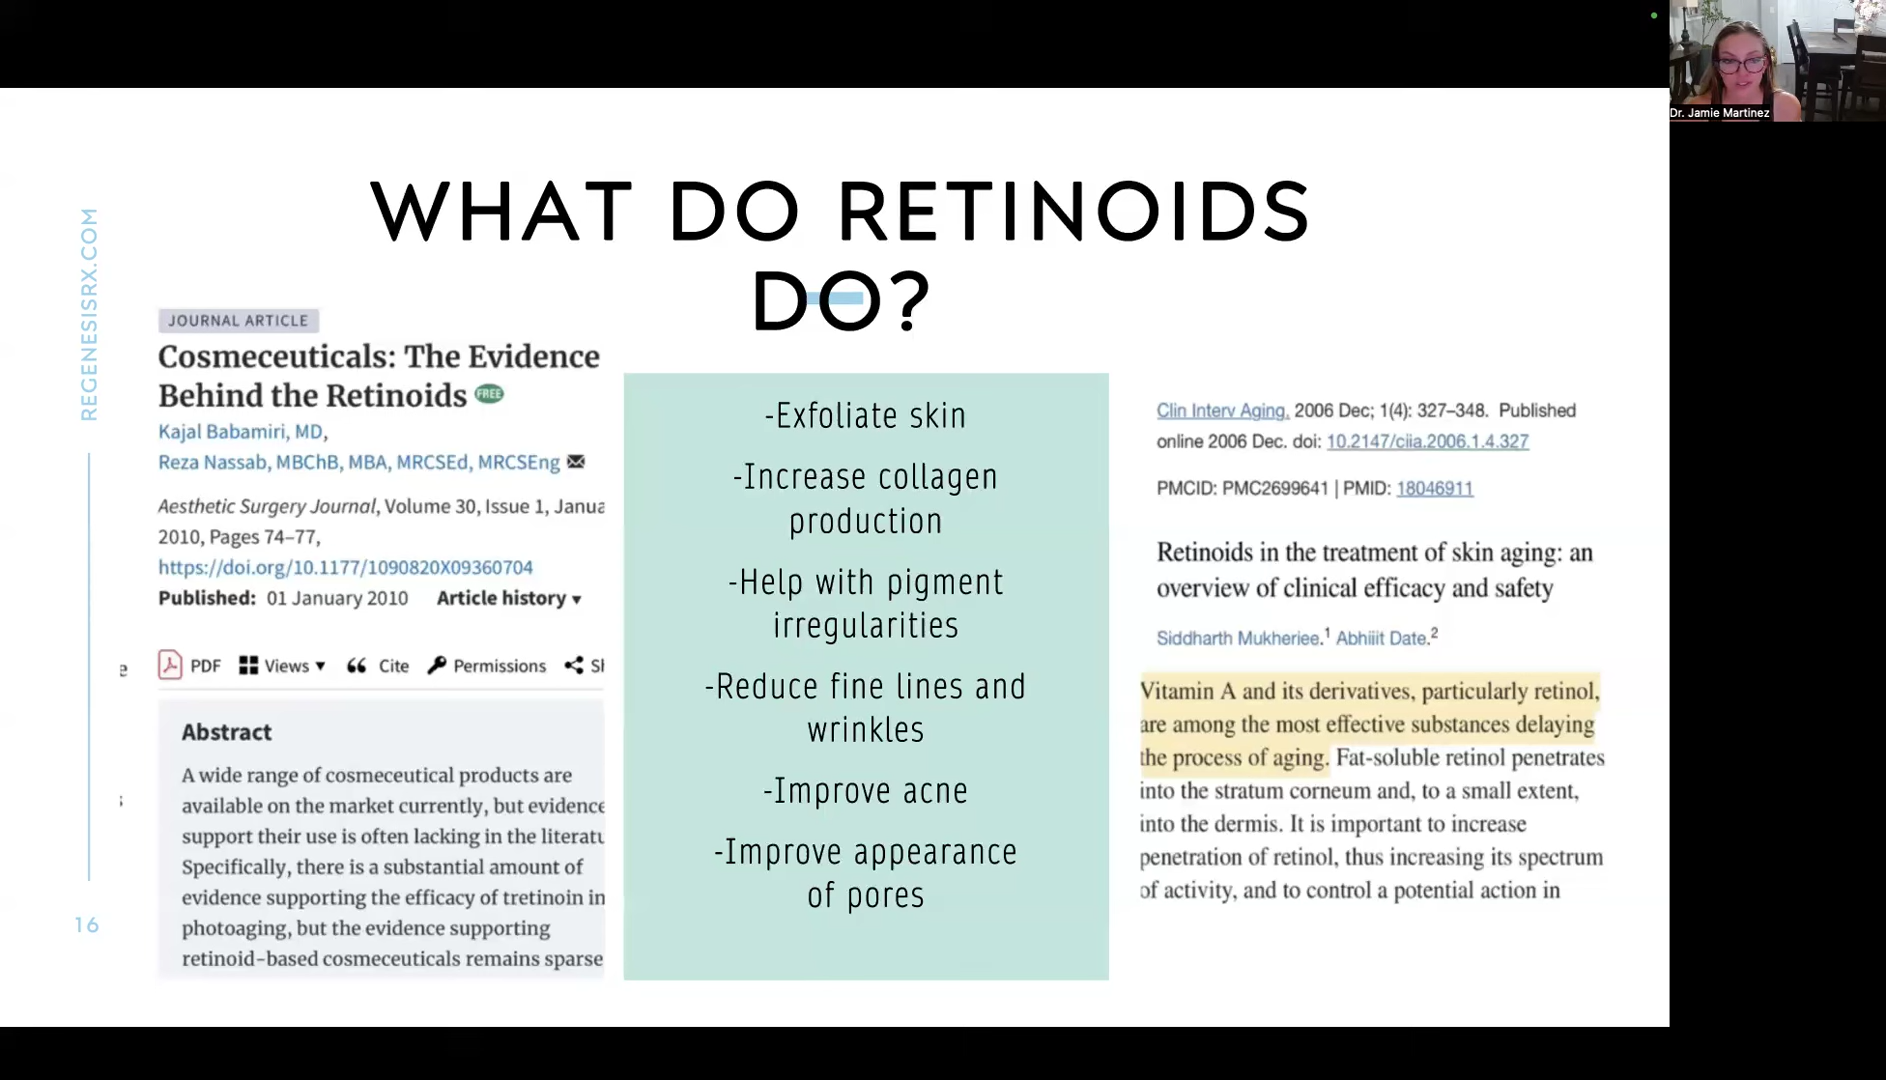 Dr. Jamie Martinez
WHAT DO RETINOIDS
DO?
REGENESISRX.COM
16
JOURNAL ARTICLE
Cosmeceuticals: The Evidence
Behind the Retinoids FREE
Kajal Babamiri, MD,
Reza Nassab, MBChB, MBA, MRCSEd, MRCSEng
Aesthetic Surgery Journal, Volume 30, Issue 1, Janua
2010, Pages 74–77,
https://doi.org/10.1177/1090820X09360704
Published: 01 January 2010 Article history ▾
e PDF Views ▾ Cite Permissions Sh
s
Abstract
A wide range of cosmeceutical products are
available on the market currently, but evidence
support their use is often lacking in the literatu
Specifically, there is a substantial amount of
evidence supporting the efficacy of tretinoin in
photoaging, but the evidence supporting
retinoid-based cosmeceuticals remains sparse
-Exfoliate skin
-Increase collagen
production
-Help with pigment
irregularities
-Reduce fine lines and
wrinkles
-Improve acne
-Improve appearance
of pores
Clin Interv Aging. 2006 Dec; 1(4): 327–348. Published
online 2006 Dec. doi: 10.2147/ciia.2006.1.4.327
PMCID: PMC2699641 | PMID: 18046911
Retinoids in the treatment of skin aging: an
overview of clinical efficacy and safety
Siddharth Mukherjee,1 Abhijit Date,2
Vitamin A and its derivatives, particularly retinol,
are among the most effective substances delaying
the process of aging. Fat-soluble retinol penetrates
into the stratum corneum and, to a small extent,
into the dermis. It is important to increase
penetration of retinol, thus increasing its spectrum
of activity, and to control a potential action in